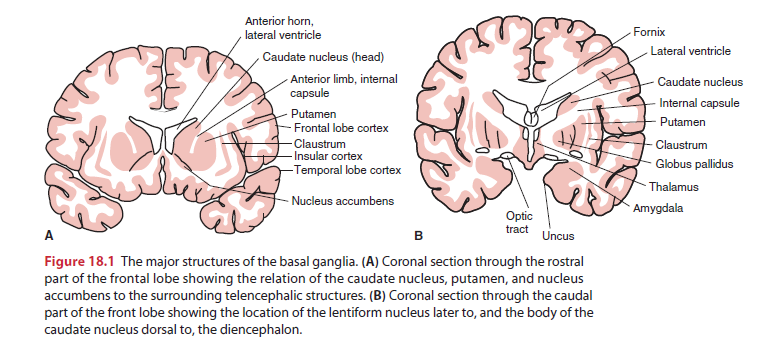 Anterior horn,
lateral ventricle
Caudate nucleus (head)
Anterior limb, internal
capsule
Putamen
Frontal lobe cortex
Claustrum
Insular cortex
Temporal lobe cortex
Nucleus accumbens
A
Fornix
Lateral ventricle
Caudate nucleus
Internal capsule
Putamen
Claustrum
Globus pallidus
Thalamus
Amygdala
Optic
tract
Uncus
B
Figure 18.1 The major structures of the basal ganglia. (A) Coronal section through the rostral
part of the frontal lobe showing the relation of the caudate nucleus, putamen, and nucleus
accumbens to the surrounding telencephalic structures. (B) Coronal section through the caudal
part of the front lobe showing the location of the lentiform nucleus later to, and the body of the
caudate nucleus dorsal to, the diencephalon.